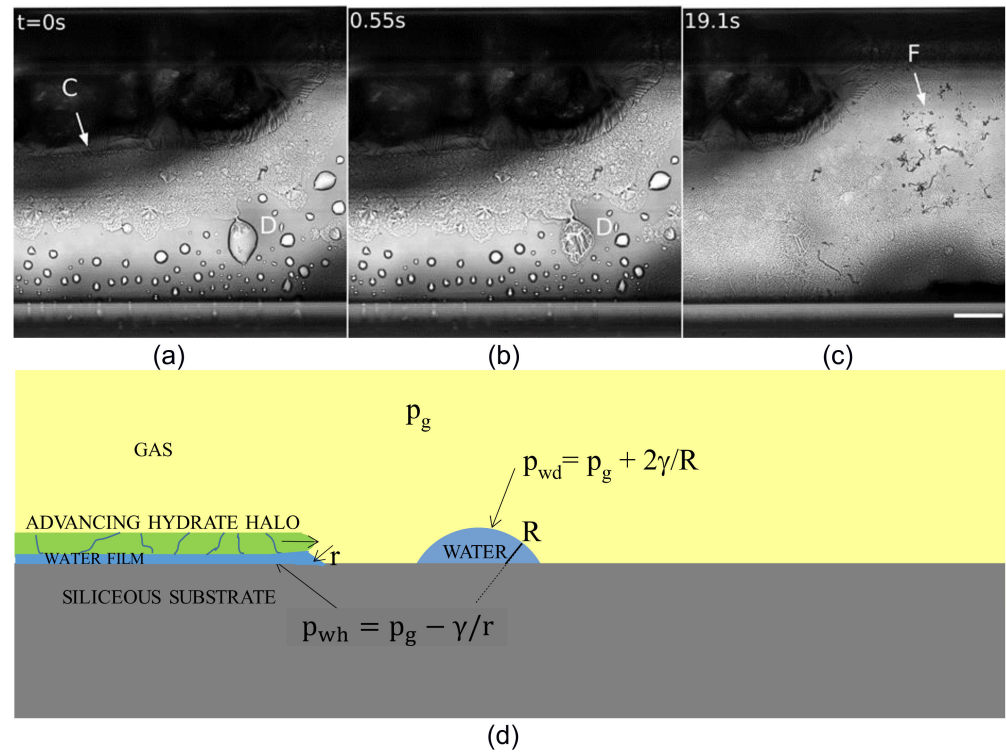 t=0s
0.55s
19.1s
C
F
D
D
(a)
(b)
(c)
p_g
GAS
p_wd= p_g + 2γ/R
ADVANCING HYDRATE HALO
R
WATER
r
WATER FILM
SILICEOUS SUBSTRATE
p_wh = p_g − γ/r
(d)